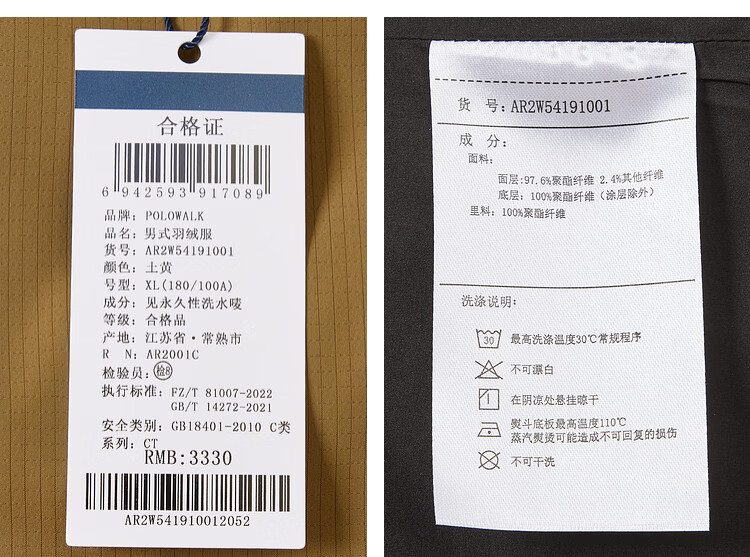 合格证
6 942593 917089
品牌: POLOWALK
品名: 男式羽绒服
货号: AR2W54191001
颜色: 土黄
号型: XL(180/100A)
成分: 见永久性洗水唛
等级: 合格品
产地: 江苏省·常熟市
R N: AR2001C
检验员: 检8
执行标准: FZ/T 81007-2022
GB/T 14272-2021
安全类别: GB18401-2010 C类
系列: CT
RMB:3330
AR2W541910012052
货 号: AR2W54191001
成 分:
面料:
面层:97.6%聚酯纤维 2.4%其他纤维
底层: 100%聚酯纤维 (涂层除外)
里料:100%聚酯纤维
洗涤说明:
30 最高洗涤温度30℃常规程序
不可漂白
在阴凉处悬挂晾干
熨斗底板最高温度110℃
蒸汽熨烫可能造成不可回复的损伤
不可干洗